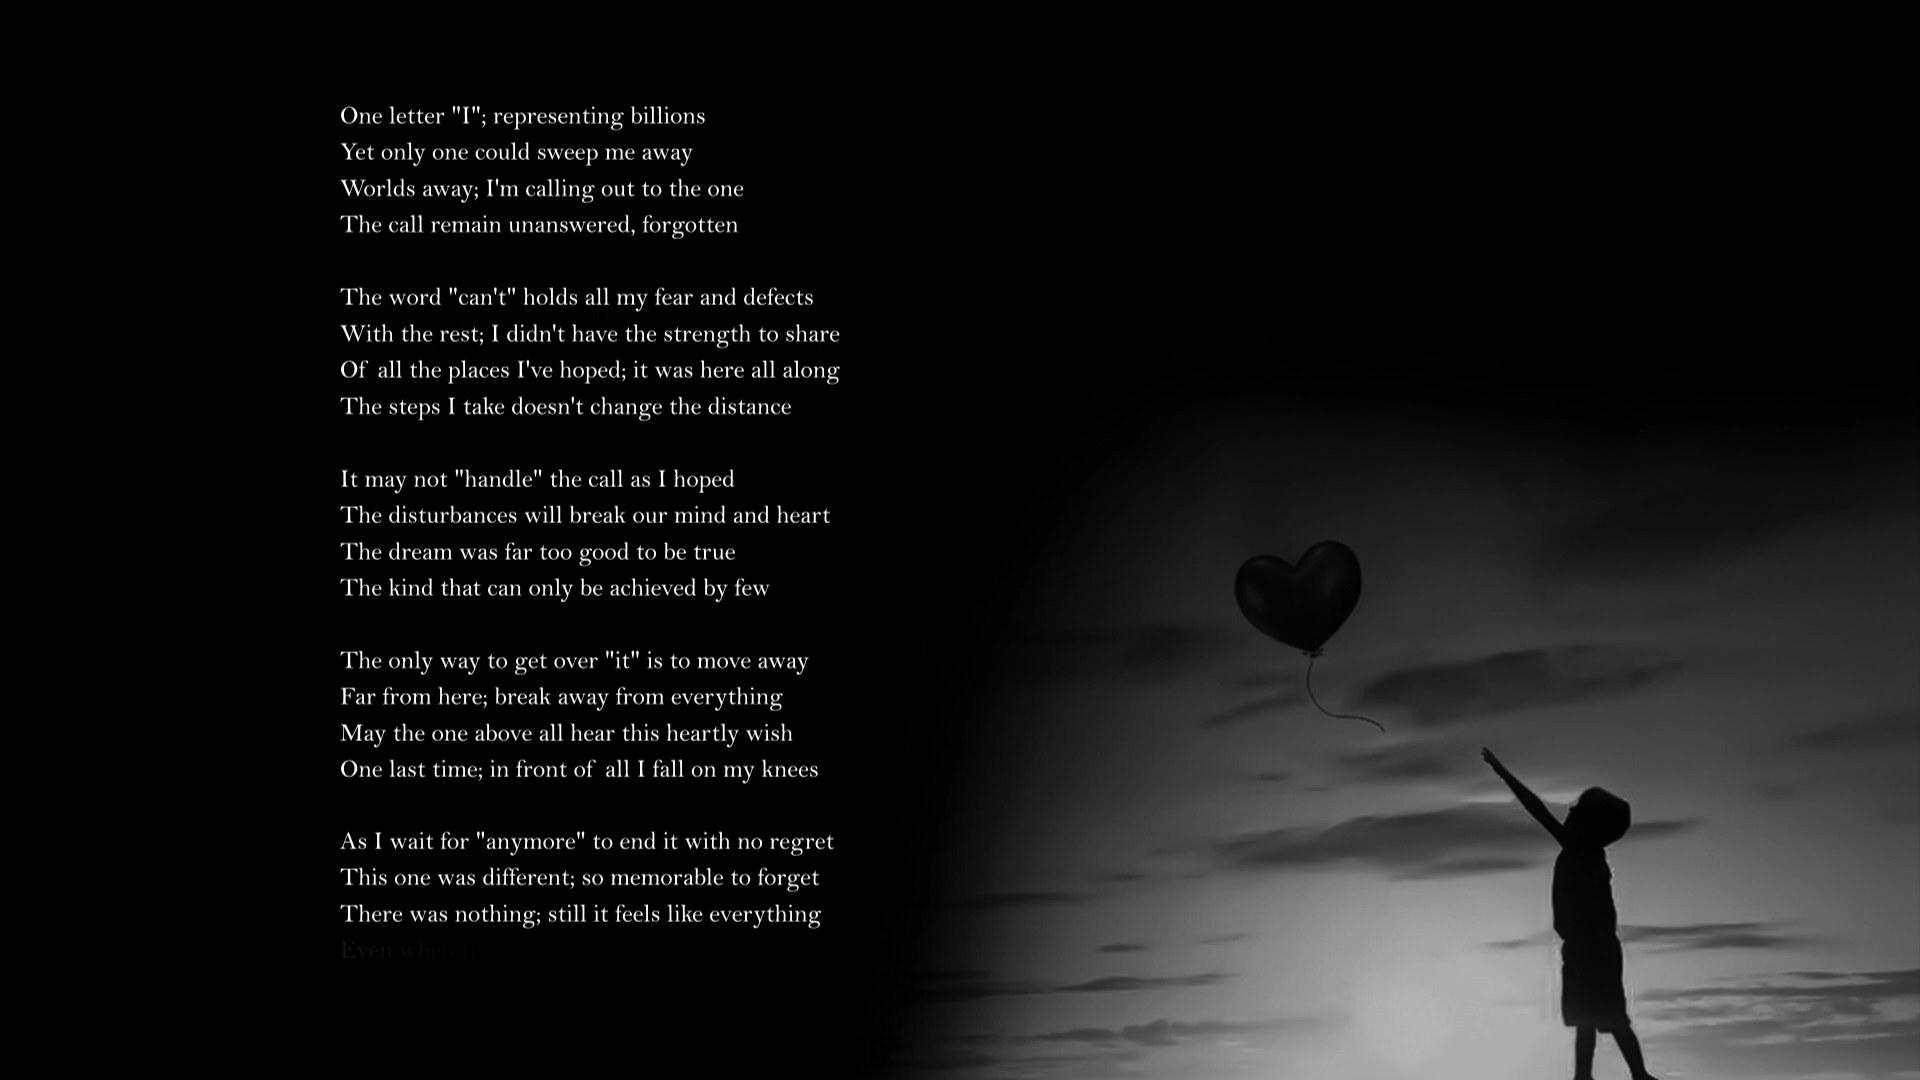 One letter "I"; representing billions
Yet only one could sweep me away
Worlds away; I'm calling out to the one
The call remain unanswered, forgotten
The word "can't" holds all my fear and defects
With the rest; I didn't have the strength to share
Of all the places I've hoped; it was here all along
The steps I take doesn't change the distance
It may not "handle" the call as I hoped
The disturbances will break our mind and heart
The dream was far too good to be true
The kind that can only be achieved by few
The only way to get over "it" is to move away
Far from here; break away from everything
May the one above all hear this heartly wish
One last time; in front of all I fall on my knees
As I wait for "anymore" to end it with no regret
This one was different; so memorable to forget
There was nothing; still it feels like everything
Even when